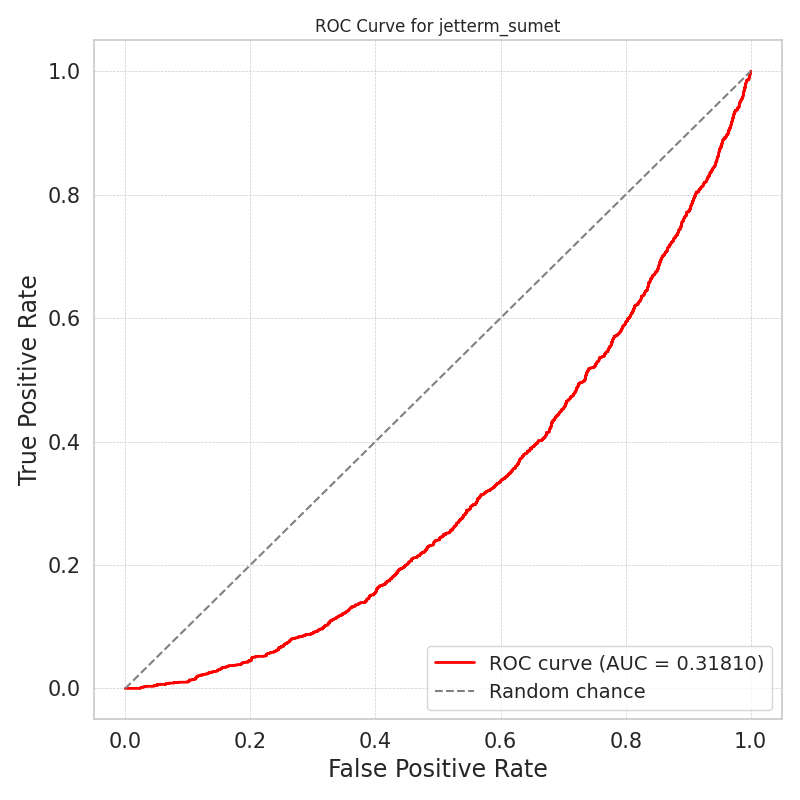 ROC Curve for jetterm_sumet
1.0
0.8
0.6
0.4
0.2
0.0
True Positive Rate
ROC curve (AUC = 0.31810)
Random chance
0.0 0.2 0.4 0.6 0.8 1.0
False Positive Rate